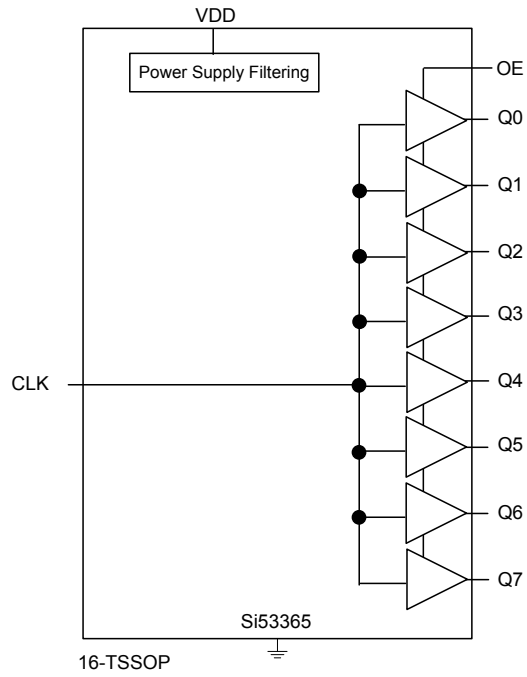 VDD
Power Supply Filtering
OE
Q0
Q1
Q2
Q3
CLK
Q4
Q5
Q6
Q7
Si53365
16-TSSOP